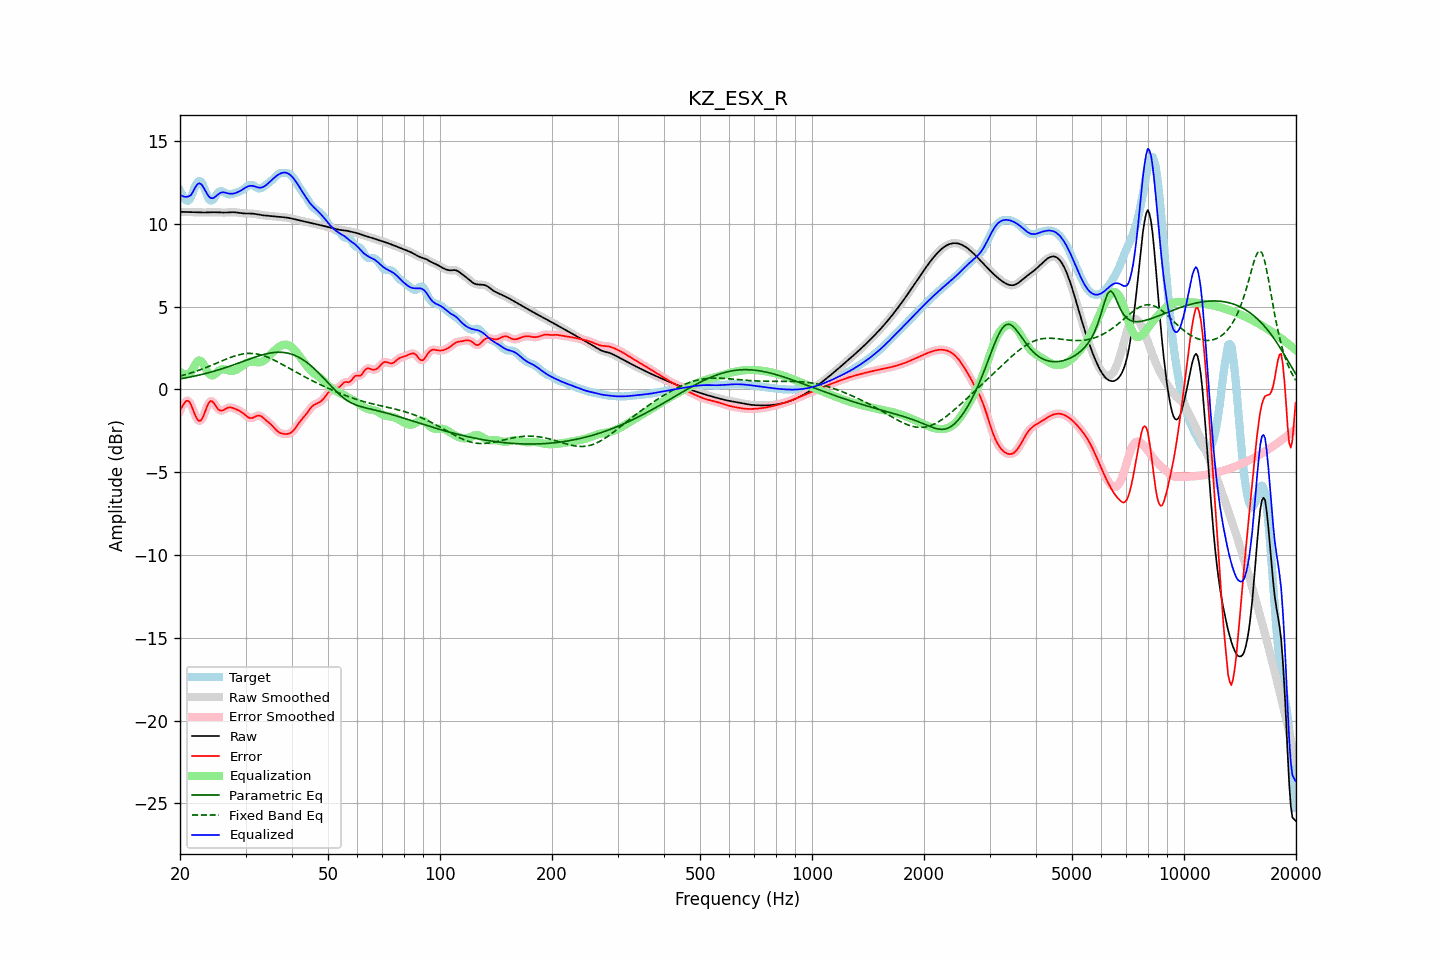 KZ_ESX_R
15
10
5
0
−5
−10
−15
−20
−25
Amplitude (dBr)
Target
Raw Smoothed
Error Smoothed
Raw
Error
Equalization
Parametric Eq
Fixed Band Eq
Equalized
20 50 100 200 500 1000 2000 5000 10000 20000
Frequency (Hz)